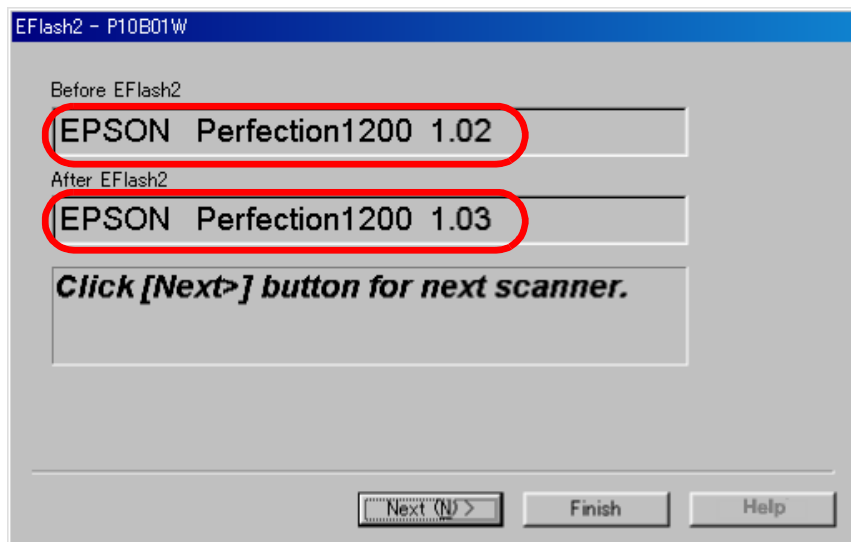 EFlash2 - P10B01W
Before EFlash2
EPSON Perfection1200 1.02
After EFlash2
EPSON Perfection1200 1.03
Click [Next>] button for next scanner.
Next (N) > Finish Help